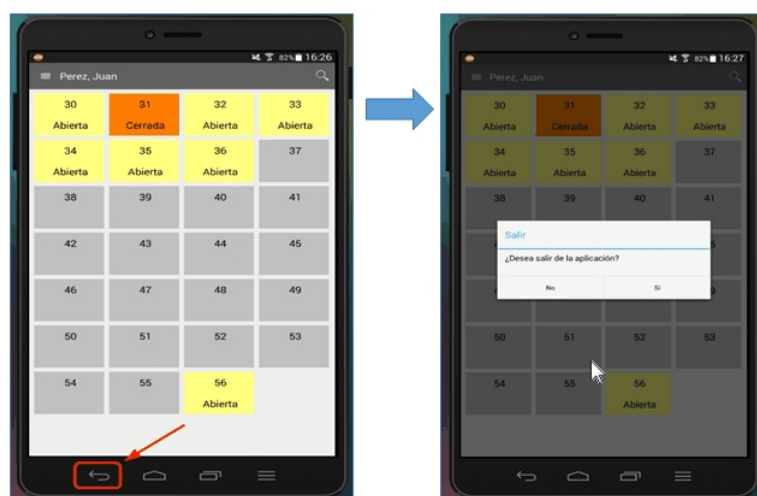 82% 16:26
Perez, Juan
30 31 32 33
Abierta Cerrada Abierta Abierta
34 35 36 37
Abierta Abierta Abierta
38 39 40 41
42 43 44 45
46 47 48 49
50 51 52 53
54 55 56
Abierta
82% 16:27
Perez, Juan
30 31 32 33
Abierta Cerrada Abierta Abierta
34 35 36 37
Abierta Abierta Abierta
38 39 40 41
Salir
5
¿Desea salir de la aplicación?
No Si
9
50 51 52 53
54 55 56
Abierta